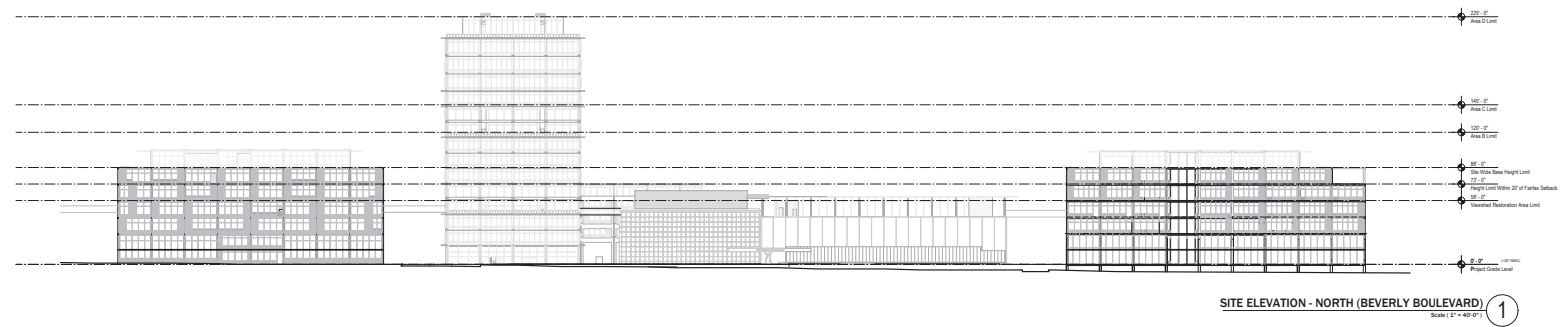 225' - 0"
Area D Limit
145' - 0"
Area C Limit
120' - 0"
Area B Limit
88' - 0"
Site Wide Base Height Limit
73' - 0"
Height Limit Within 20' of Fairfax Setback
58' - 0"
Viewshed Restoration Area Limit
0' - 0"
Project Grade Level
SITE ELEVATION - NORTH (BEVERLY BOULEVARD)
Scale ( 1" = 40'-0" )
1